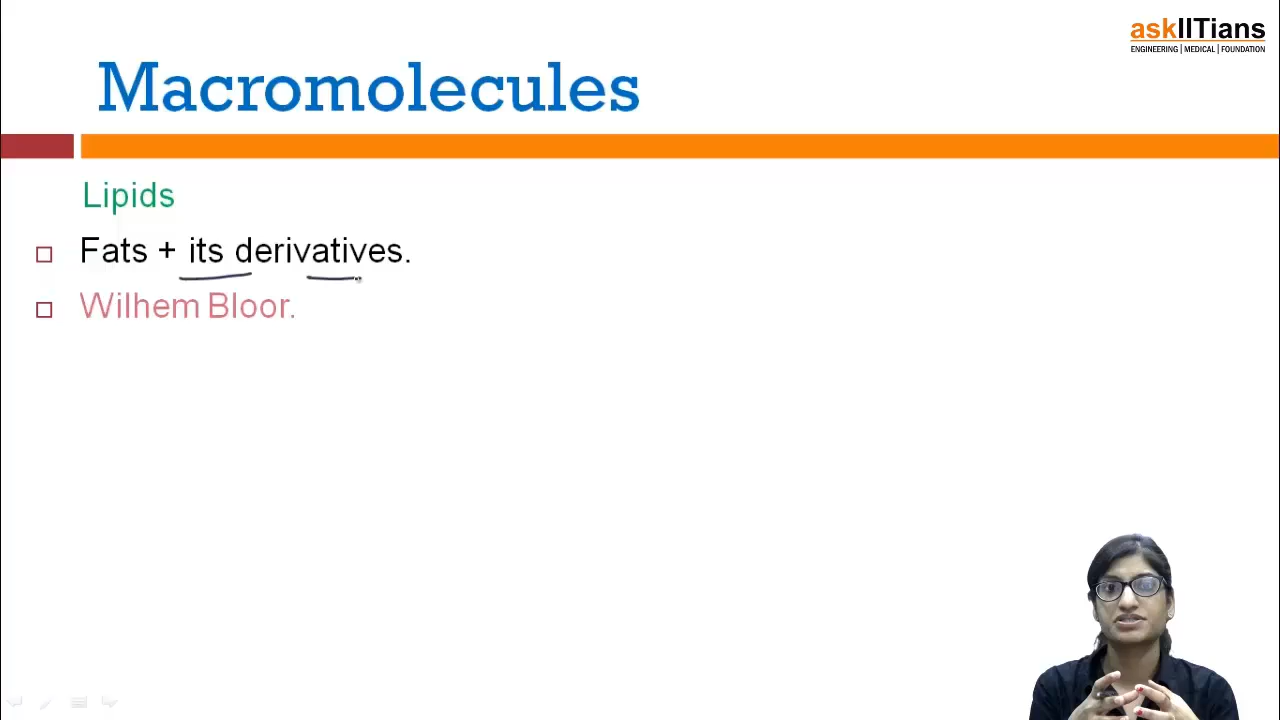 askIITians
ENGINEERING | MEDICAL | FOUNDATION
Macromolecules
Lipids
Fats + its derivatives.
Wilhem Bloor.